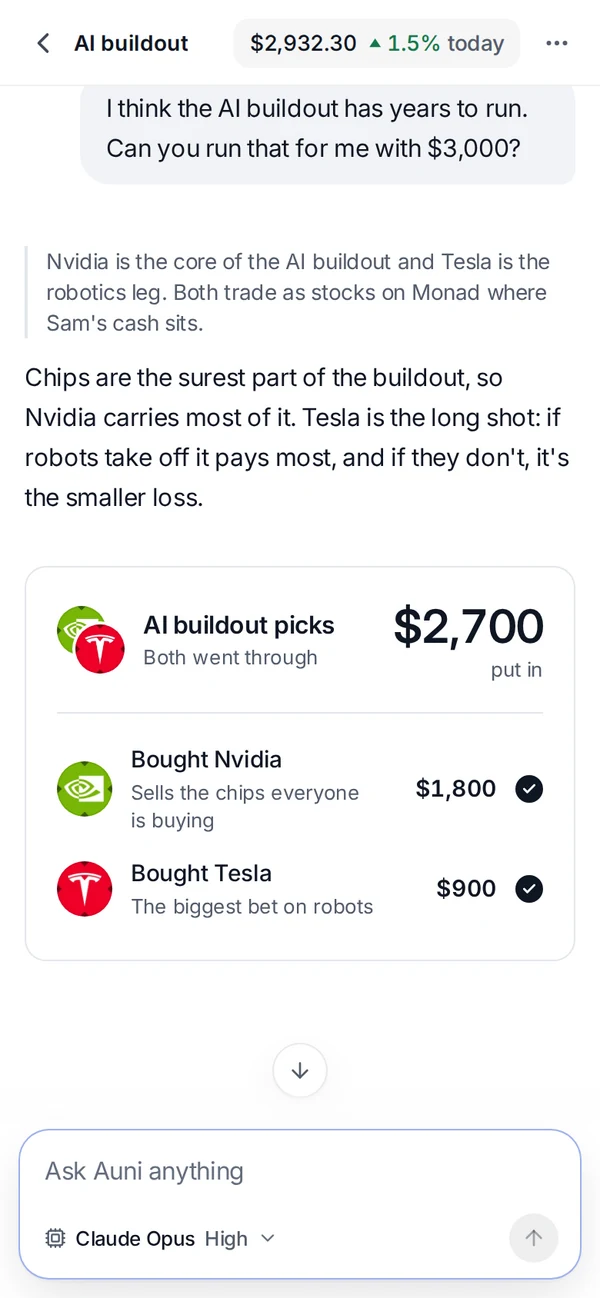 AI buildout
$2,932.30 ▲ 1.5% today
I think the AI buildout has years to run.
Can you run that for me with $3,000?
Nvidia is the core of the AI buildout and Tesla is the
robotics leg. Both trade as stocks on Monad where
Sam's cash sits.
Chips are the surest part of the buildout, so
Nvidia carries most of it. Tesla is the long shot: if
robots take off it pays most, and if they don't, it's
the smaller loss.
AI buildout picks
Both went through
$2,700
put in
Bought Nvidia
Sells the chips everyone
is buying
$1,800
Bought Tesla
The biggest bet on robots
$900
Ask Auni anything
Claude Opus High